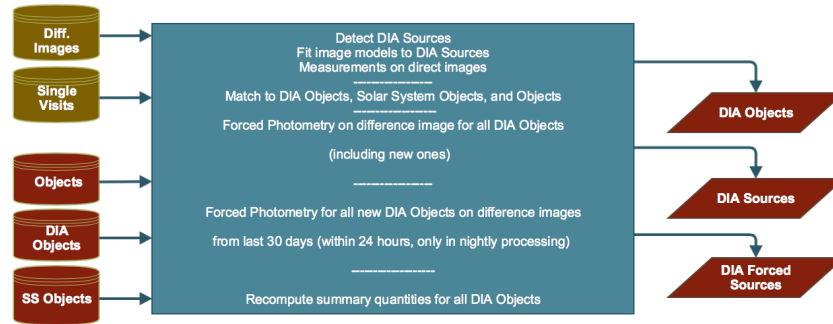 Diff.
Images
Single
Visits
Objects
DIA
Objects
SS Objects
Detect DIA Sources
Fit image models to DIA Sources
Measurements on direct images
------------------
Match to DIA Objects, Solar System Objects, and Objects
------------------
Forced Photometry on difference image for all DIA Objects
(including new ones)
------------------
Forced Photometry for all new DIA Objects on difference images
from last 30 days (within 24 hours, only in nightly processing)
-------------------
Recompute summary quantities for all DIA Objects
DIA Objects
DIA Sources
DIA Forced
Sources